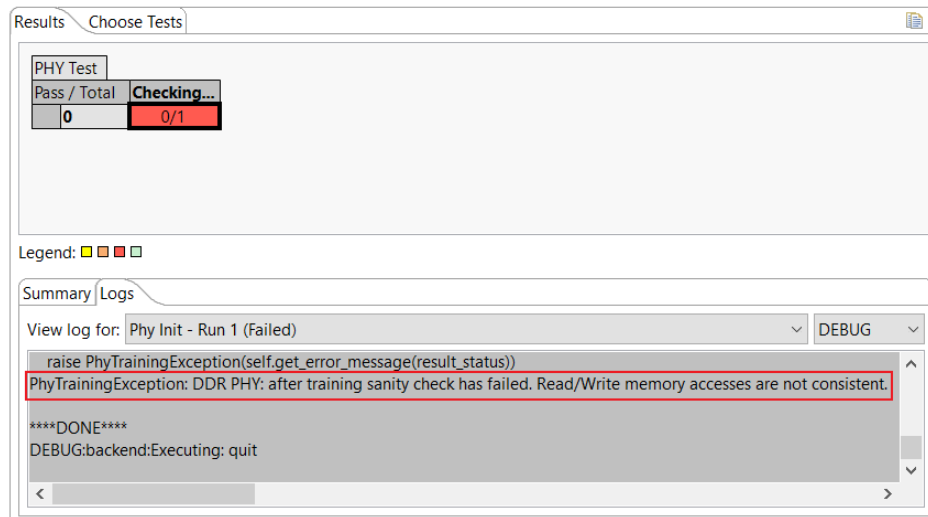 Results Choose Tests
PHY Test
Pass / Total Checking...
0 0/1
Legend:
Summary Logs
View log for: Phy Init - Run 1 (Failed) DEBUG
raise PhyTrainingException(self.get_error_message(result_status))
PhyTrainingException: DDR PHY: after training sanity check has failed. Read/Write memory accesses are not consistent.
****DONE****
DEBUG:backend:Executing: quit